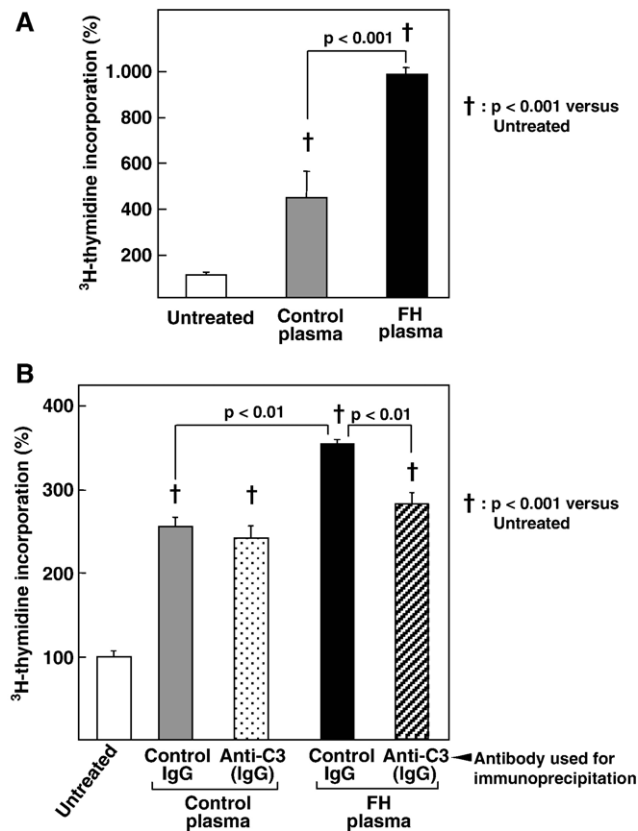 A
³H-thymidine incorporation (%)
1.000
800
600
400
200
p < 0.001
†
†
† : p < 0.001 versus
Untreated
Untreated
Control
plasma
FH
plasma
B
³H-thymidine incorporation (%)
400
300
200
100
p < 0.01
†
p < 0.01
†
†
†
† : p < 0.001 versus
Untreated
Untreated
Control
IgG
Anti-C3
(IgG)
Control
IgG
Anti-C3
(IgG)
Antibody used for
immunoprecipitation
Control
plasma
FH
plasma